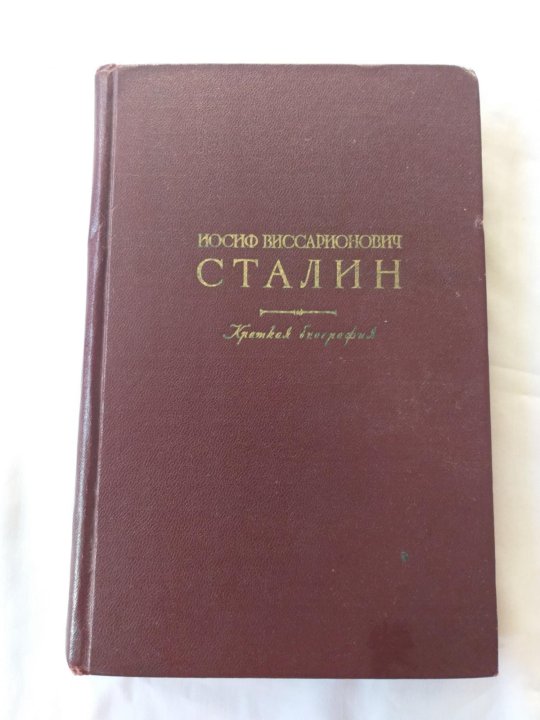 ИОСИФ ВИССАРИОНОВИЧ
СТАЛИН
Краткая биография